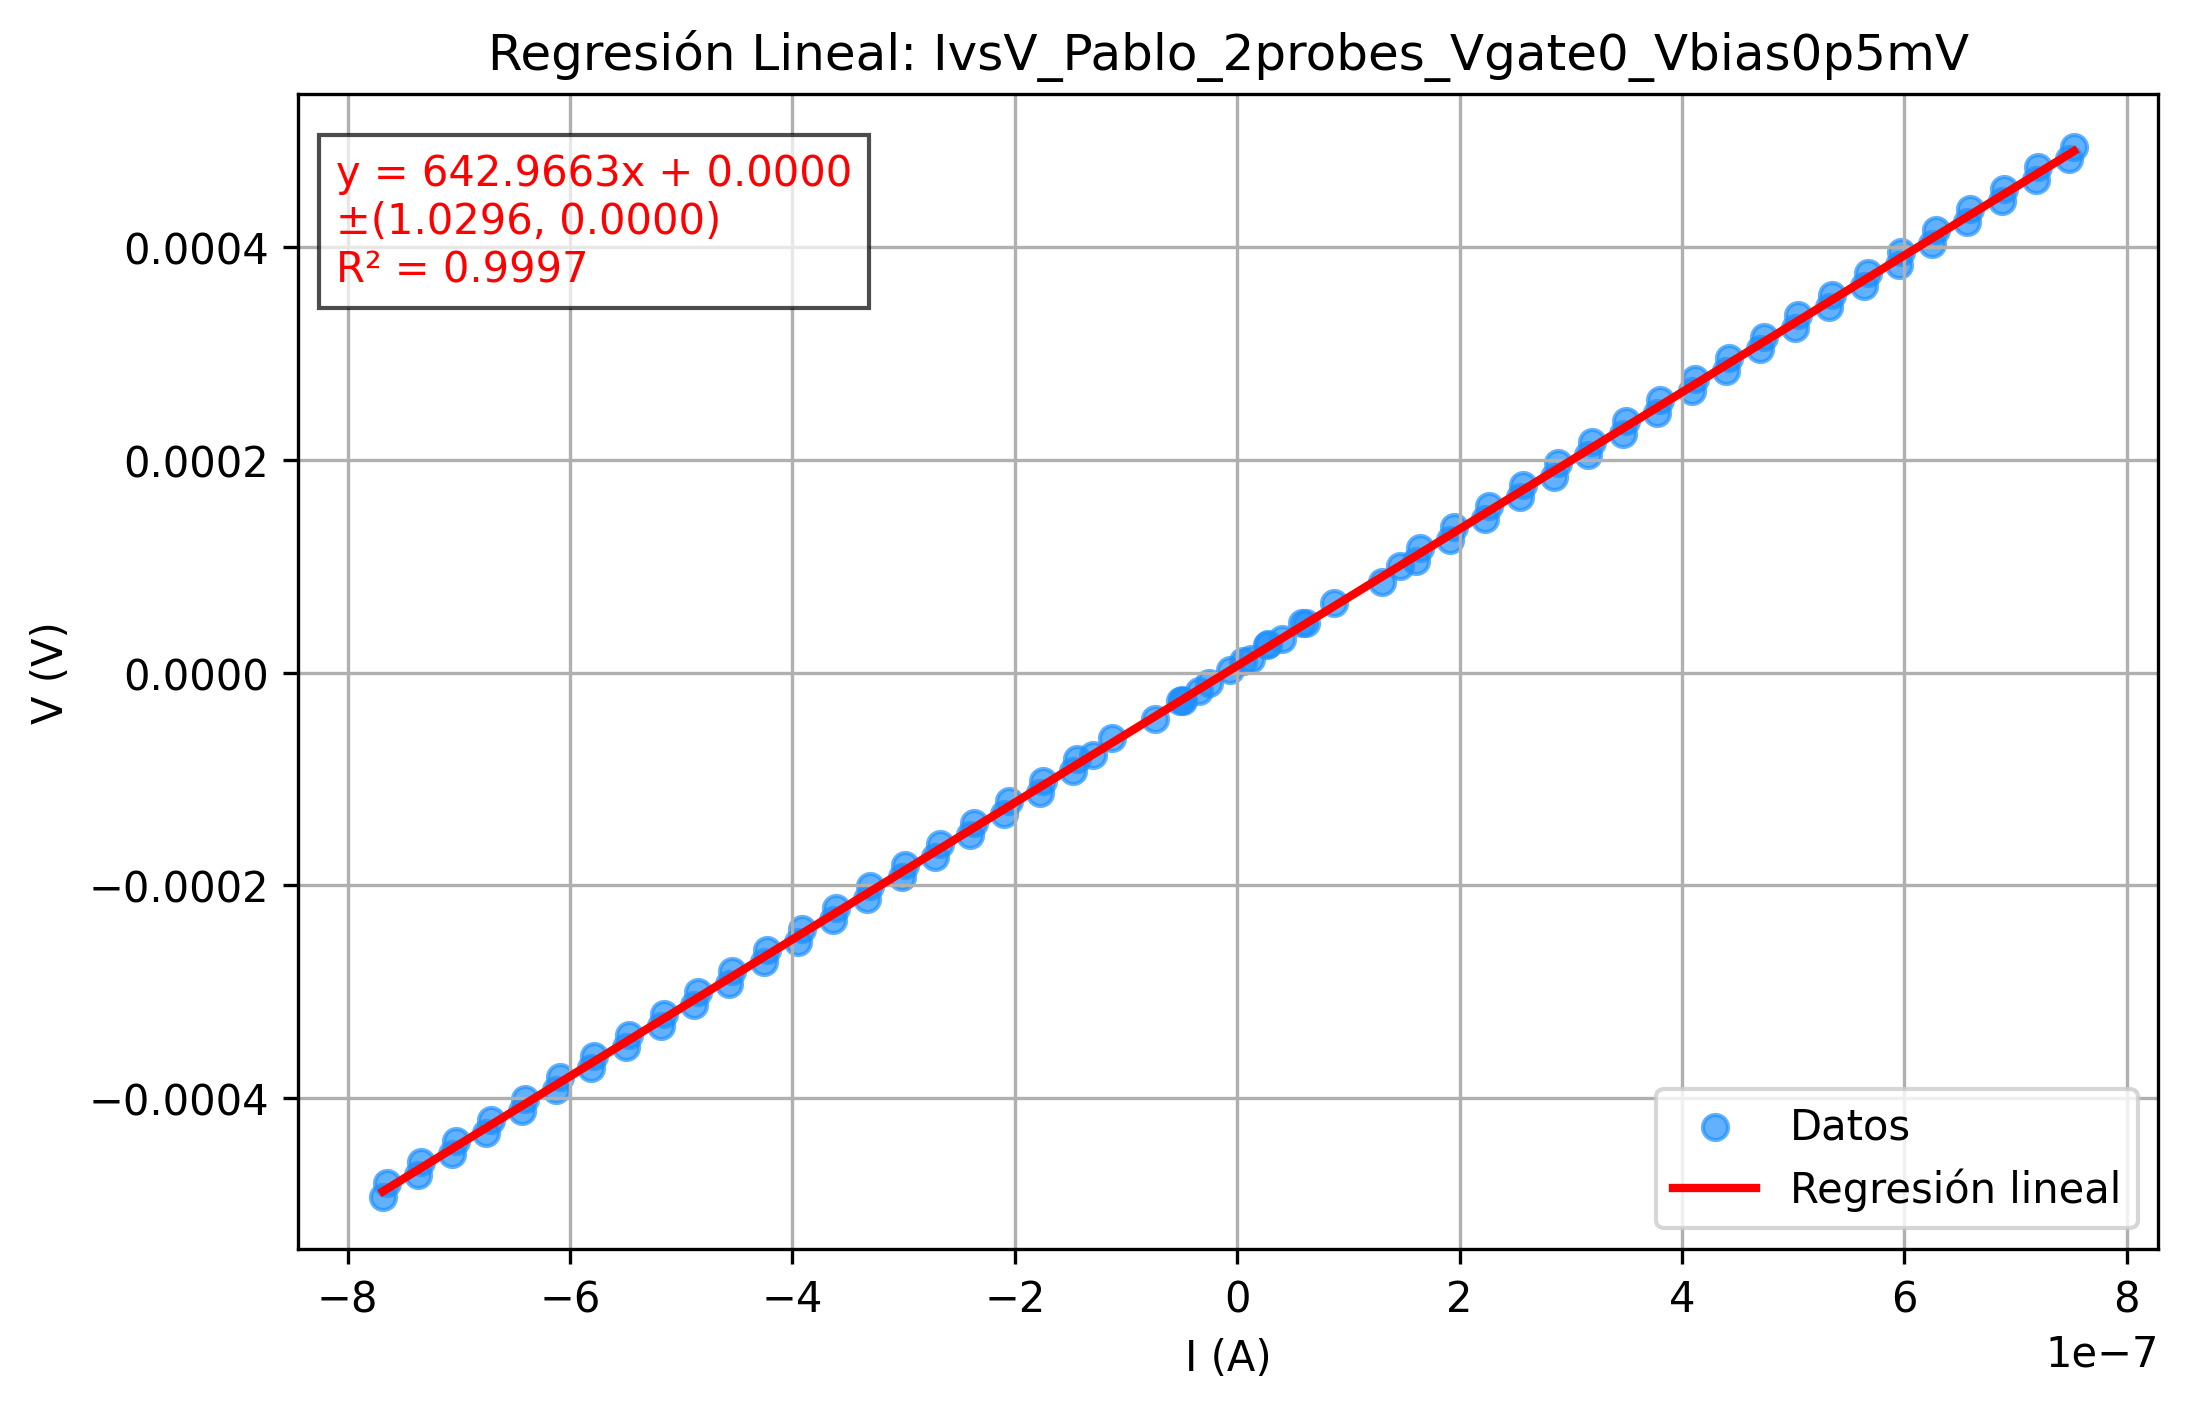 Regresión Lineal: IvsV_Pablo_2probes_Vgate0_Vbias0p5mV
y = 642.9663x + 0.0000
±(1.0296, 0.0000)
R² = 0.9997
0.0004
0.0002
0.0000
−0.0002
−0.0004
V (V)
Datos
Regresión lineal
−8
−6
−4
−2
0
2
4
6
8
1e−7
I (A)